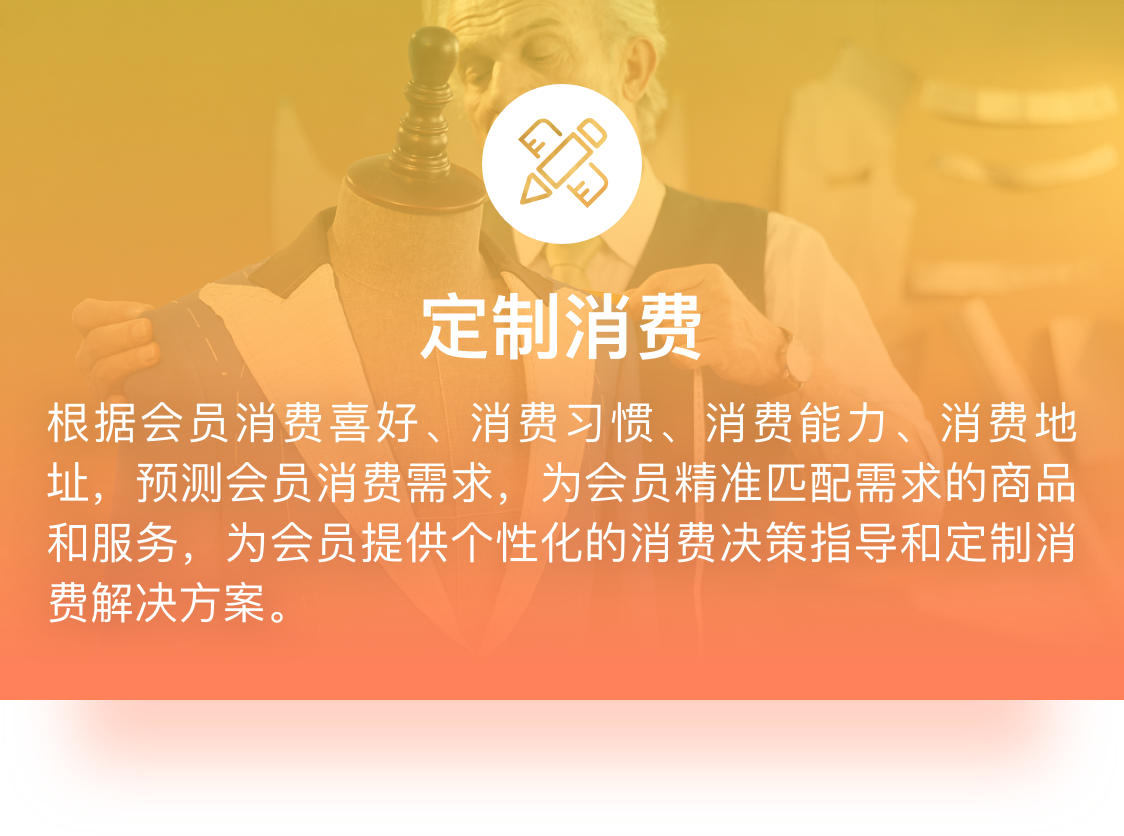 定制消费
根据会员消费喜好、消费习惯、消费能力、消费地
址，预测会员消费需求，为会员精准匹配需求的商品
和服务，为会员提供个性化的消费决策指导和定制消
费解决方案。